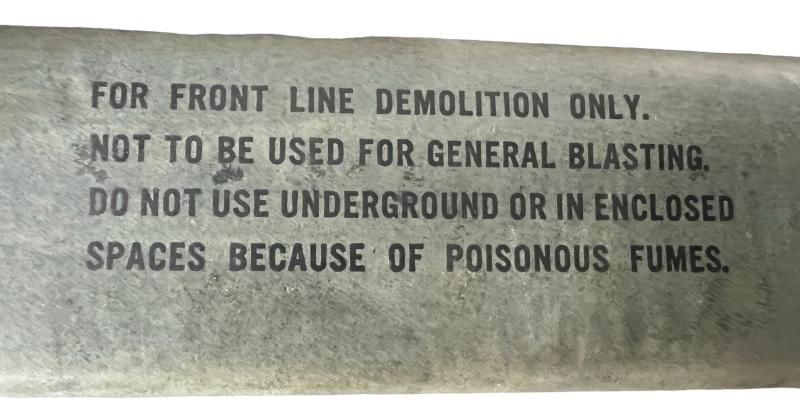 FOR FRONT LINE DEMOLITION ONLY.
NOT TO BE USED FOR GENERAL BLASTING.
DO NOT USE UNDERGROUND OR IN ENCLOSED
SPACES BECAUSE OF POISONOUS FUMES.